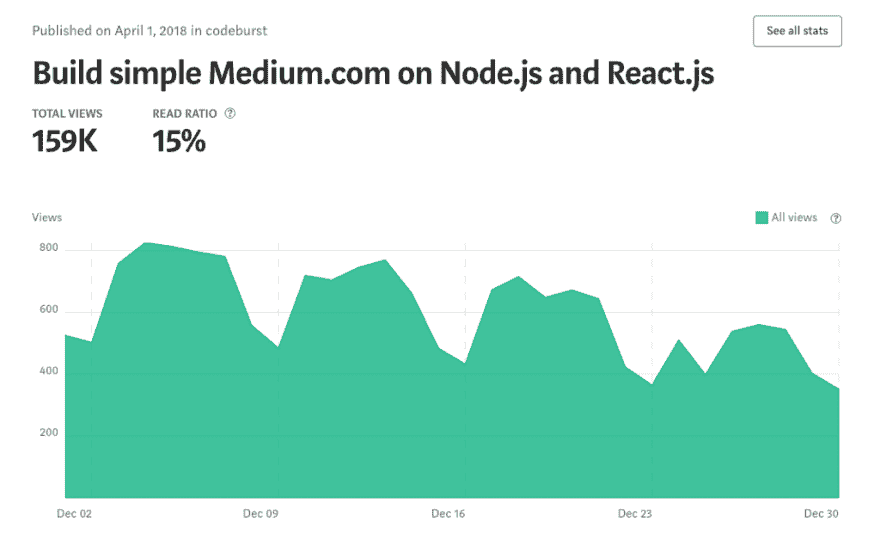 Published on April 1, 2018 in codeburst
See all stats
Build simple Medium.com on Node.js and React.js
TOTAL VIEWS READ RATIO ?
159K 15%
Views All views ?
800
600
400
200
Dec 02 Dec 09 Dec 16 Dec 23 Dec 30